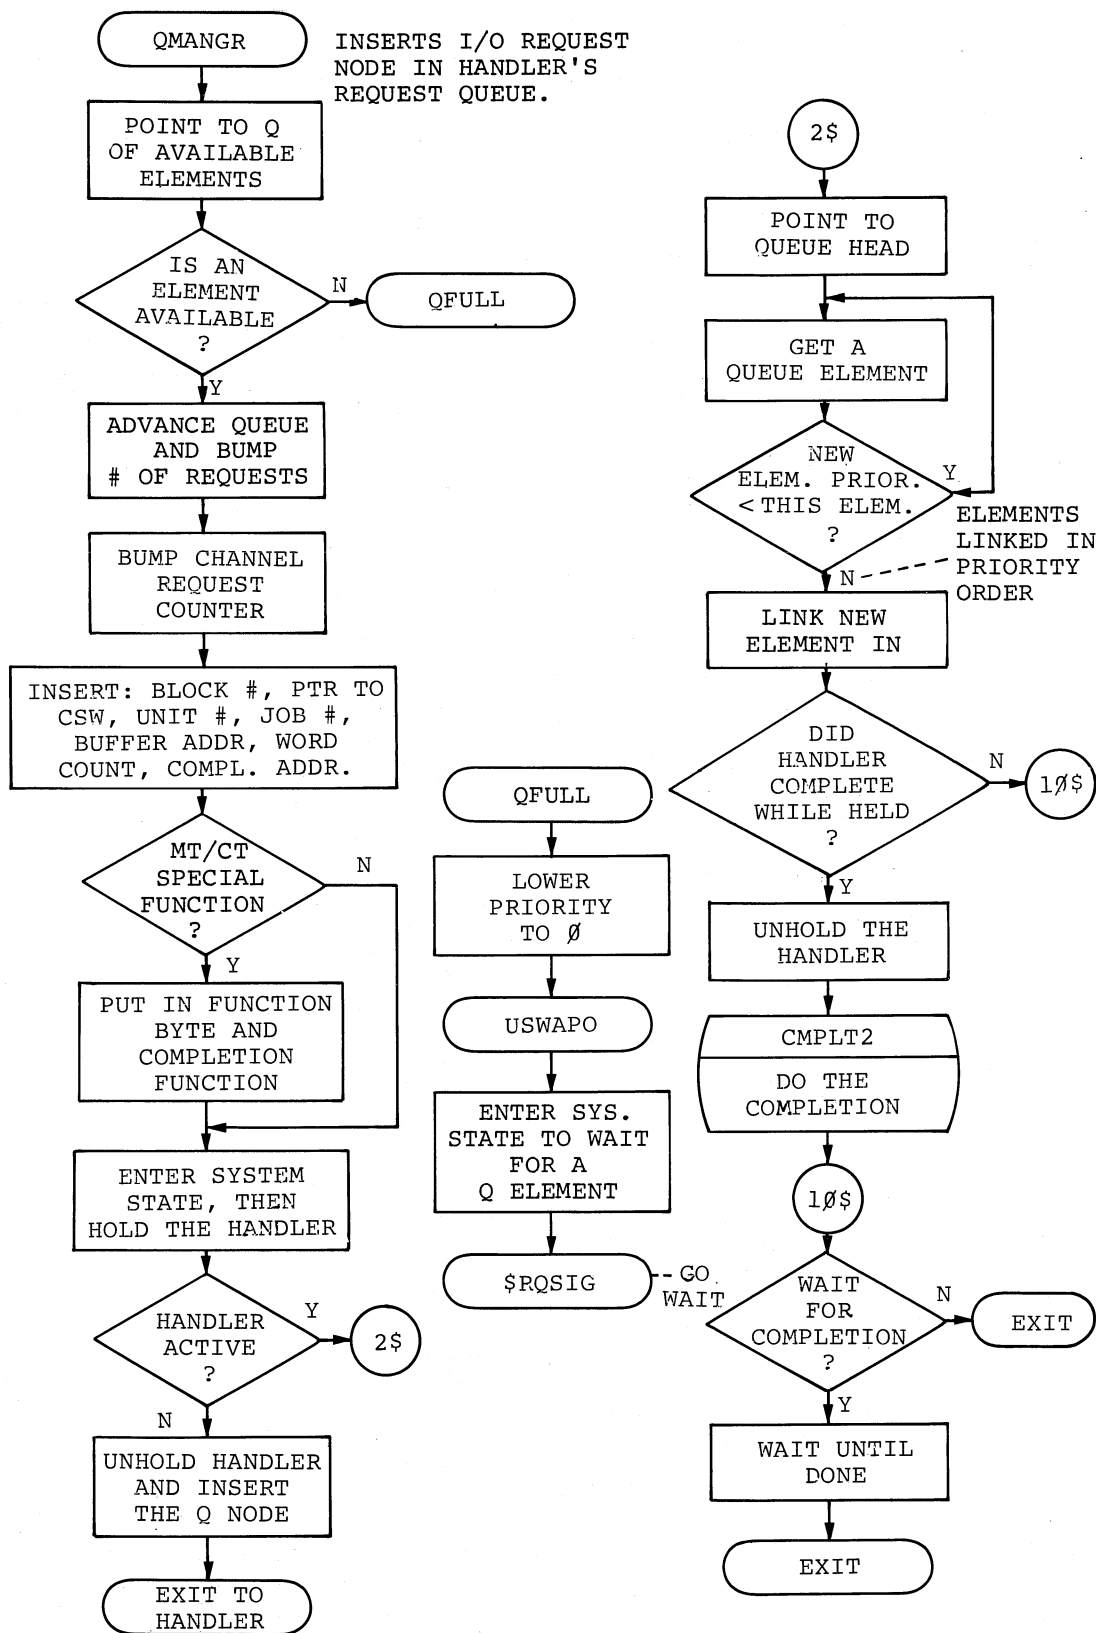 QMANGR
INSERTS I/O REQUEST
NODE IN HANDLER'S
REQUEST QUEUE.
POINT TO Q
OF AVAILABLE
ELEMENTS
IS AN
ELEMENT
AVAILABLE
?
N
QFULL
Y
ADVANCE QUEUE
AND BUMP
# OF REQUESTS
BUMP CHANNEL
REQUEST
COUNTER
INSERT: BLOCK #, PTR TO
CSW, UNIT #, JOB #,
BUFFER ADDR, WORD
COUNT, COMPL. ADDR.
MT/CT
SPECIAL
FUNCTION
?
N
Y
PUT IN FUNCTION
BYTE AND
COMPLETION
FUNCTION
ENTER SYSTEM
STATE, THEN
HOLD THE HANDLER
HANDLER
ACTIVE
?
Y
2$
N
UNHOLD HANDLER
AND INSERT
THE Q NODE
EXIT TO
HANDLER
QFULL
LOWER
PRIORITY
TO Ø
USWAPO
ENTER SYS.
STATE TO WAIT
FOR A
Q ELEMENT
$RQSIG
GO
WAIT
2$
POINT TO
QUEUE HEAD
GET A
QUEUE ELEMENT
NEW
ELEM. PRIOR.
< THIS ELEM.
?
Y
N
ELEMENTS
LINKED IN
PRIORITY
ORDER
LINK NEW
ELEMENT IN
DID
HANDLER
COMPLETE
WHILE HELD
?
N
1Ø$
Y
UNHOLD THE
HANDLER
CMPLT2
DO THE
COMPLETION
1Ø$
WAIT
FOR
COMPLETION
?
N
EXIT
Y
WAIT UNTIL
DONE
EXIT